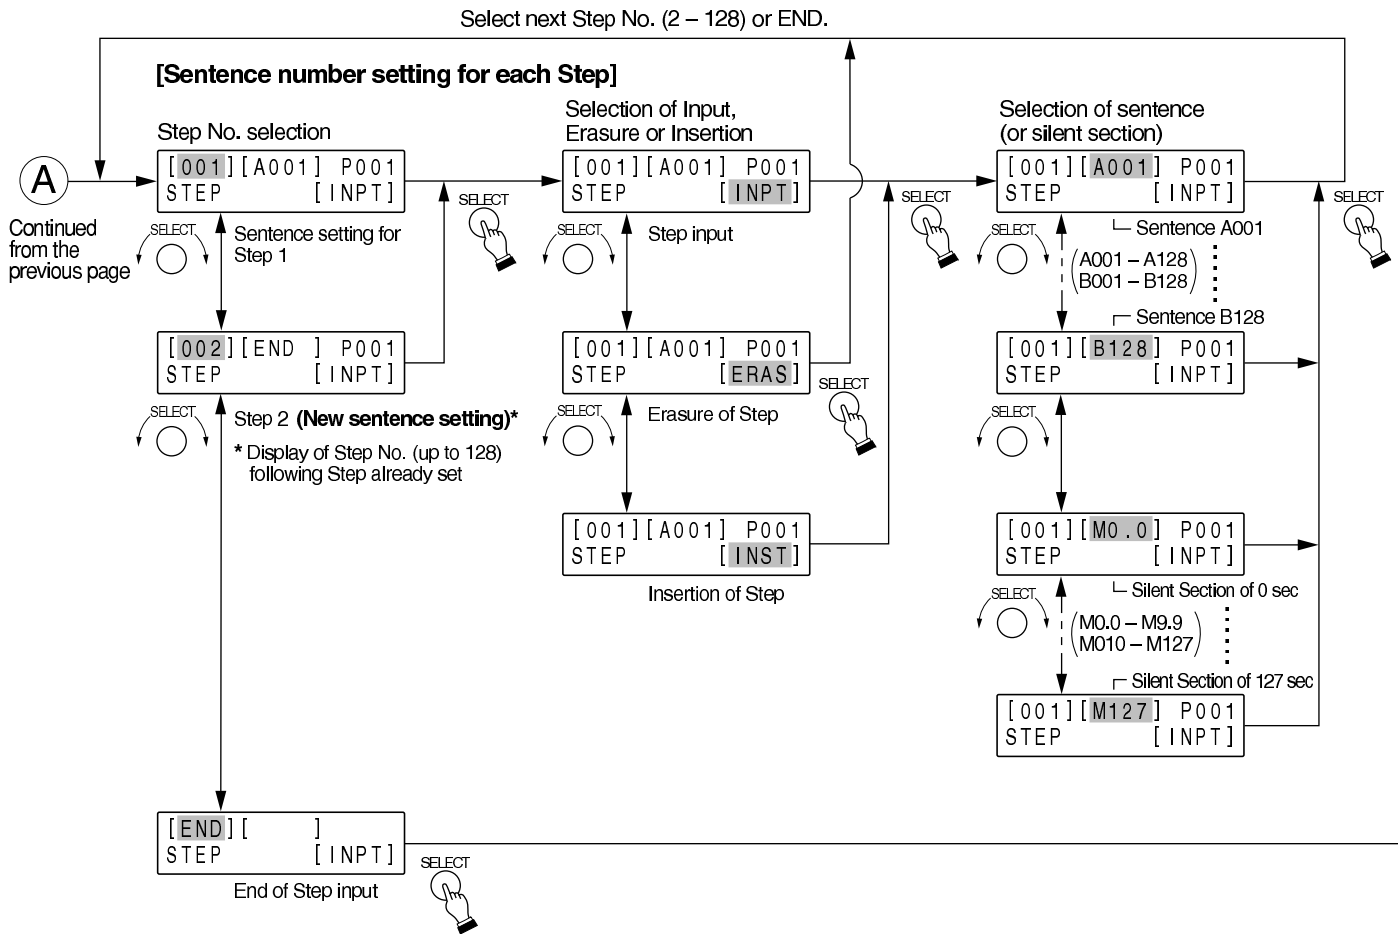 Select next Step No. (2 – 128) or END.
[Sentence number setting for each Step]
Step No. selection
A
Continued
from the
previous page
[001][A001] P001
STEP [INPT]
SELECT
Sentence setting for
Step 1
SELECT
[002][END ] P001
STEP [INPT]
SELECT
Step 2 (New sentence setting)*
* Display of Step No. (up to 128)
following Step already set
[END][ ]
STEP [INPT]
End of Step input
SELECT
Selection of Input,
Erasure or Insertion
[001][A001] P001
STEP [INPT]
SELECT
Step input
SELECT
[001][A001] P001
STEP [ERAS]
SELECT
SELECT
Erasure of Step
[001][A001] P001
STEP [INST]
Insertion of Step
Selection of sentence
(or silent section)
[001][A001] P001
STEP [INPT]
SELECT
SELECT
Sentence A001
(A001 – A128
B001 – B128)
Sentence B128
[001][B128] P001
STEP [INPT]
SELECT
[001][M0.0] P001
STEP [INPT]
Silent Section of 0 sec
SELECT
(M0.0 – M9.9
M010 – M127)
Silent Section of 127 sec
[001][M127] P001
STEP [INPT]